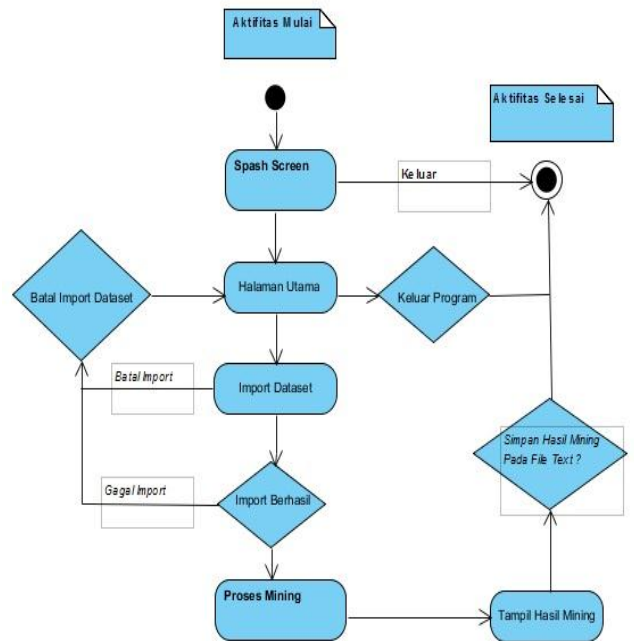 Aktifitas Mulai
Aktifitas Selesai
Spash Screen
Keluar
Batal Import Dataset
Halaman Utama
Keluar Program
Batal Import
Import Dataset
Simpan Hasil Mining
Pada File Text ?
Gagal Import
Import Berhasil
Proses Mining
Tampil Hasil Mining